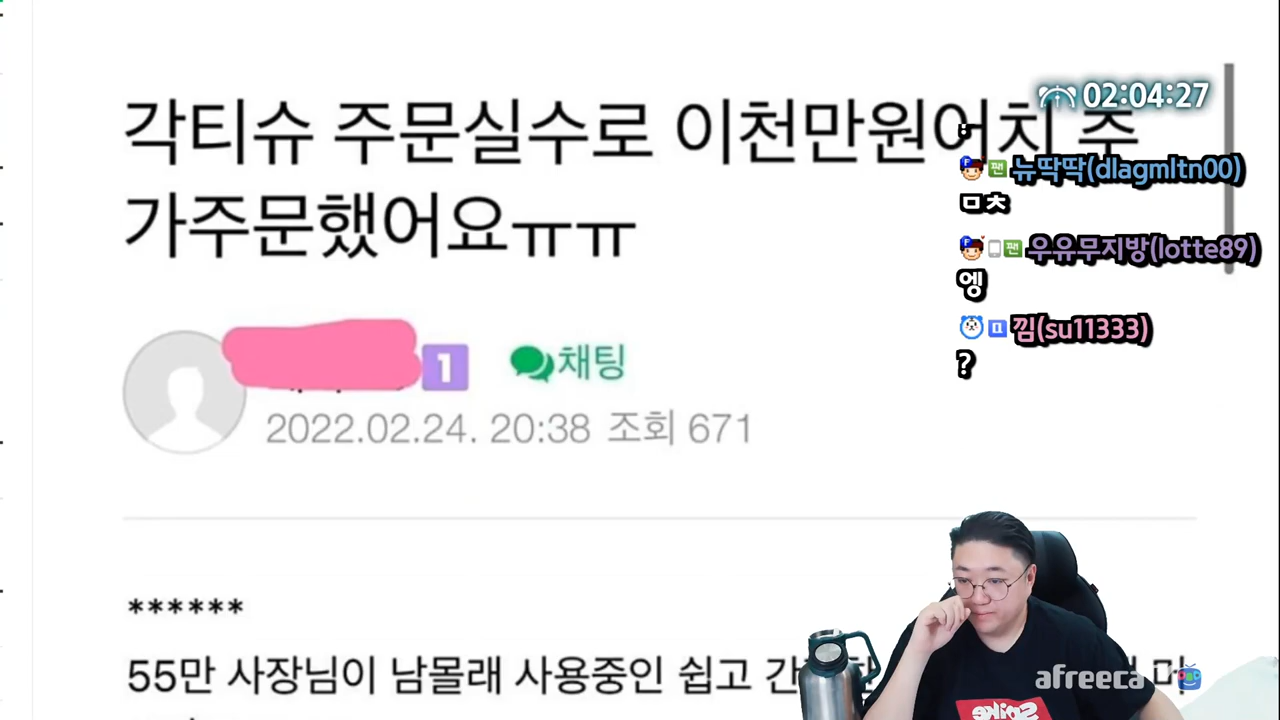 각티슈 주문실수로 이천만원어치 추
가주문했어요ㅠㅠ
1
채팅
2022.02.24. 20:38 조회 671
******
55만 사장님이 남몰래 사용중인 쉽고
02:04:27
뉴딱딱(dlagmltn00)
ㅁㅊ
우유무지방(lotte89)
엥
낌(su11333)
?
afreeca